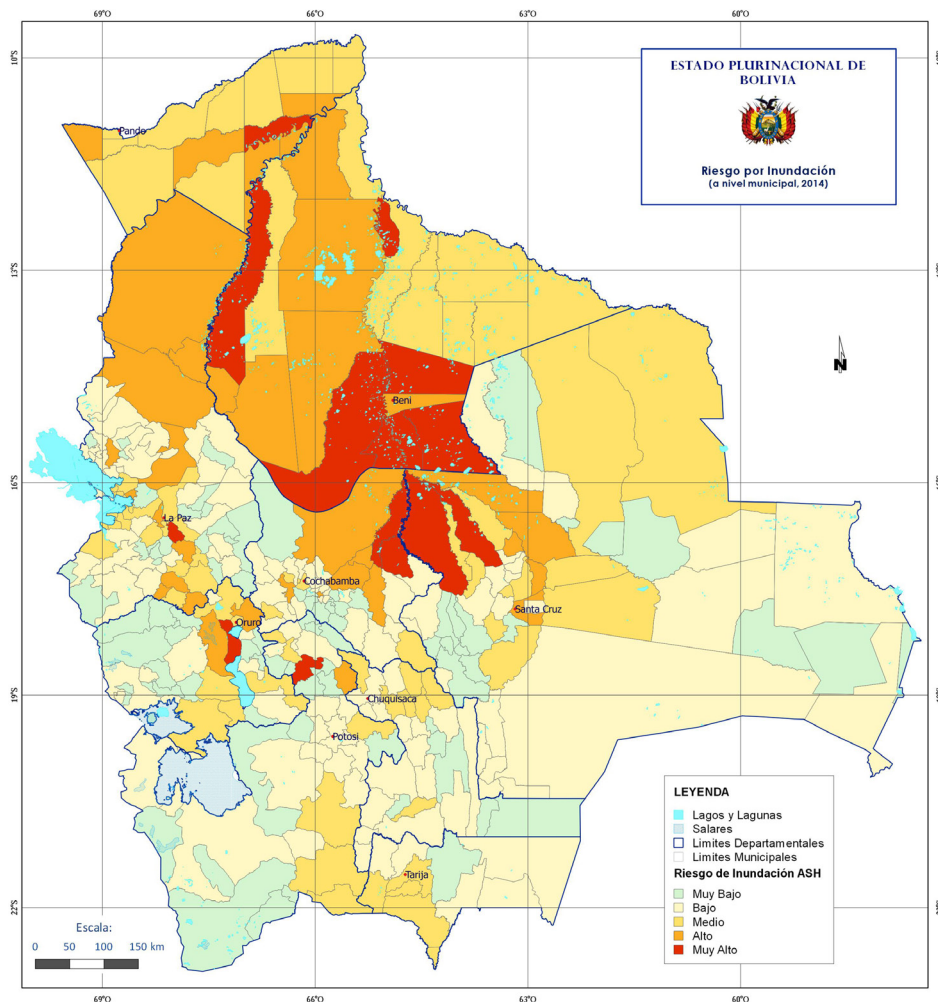 69°O 66°O 63°O 60°O
10°S
ESTADO PLURINACIONAL DE
BOLIVIA
Riesgo por Inundación
(a nivel municipal, 2014)
Pando
13°S
N
Beni
16°S
La Paz
Cochabamba
Santa Cruz
Oruro
19°S
Chuquisaca
Potosi
Tarija
22°S
LEYENDA
Lagos y Lagunas
Salares
Limites Departamentales
Limites Municipales
Riesgo de Inundación ASH
Muy Bajo
Bajo
Medio
Alto
Muy Alto
Escala:
0 50 100 150 km
69°O 66°O 63°O 60°O